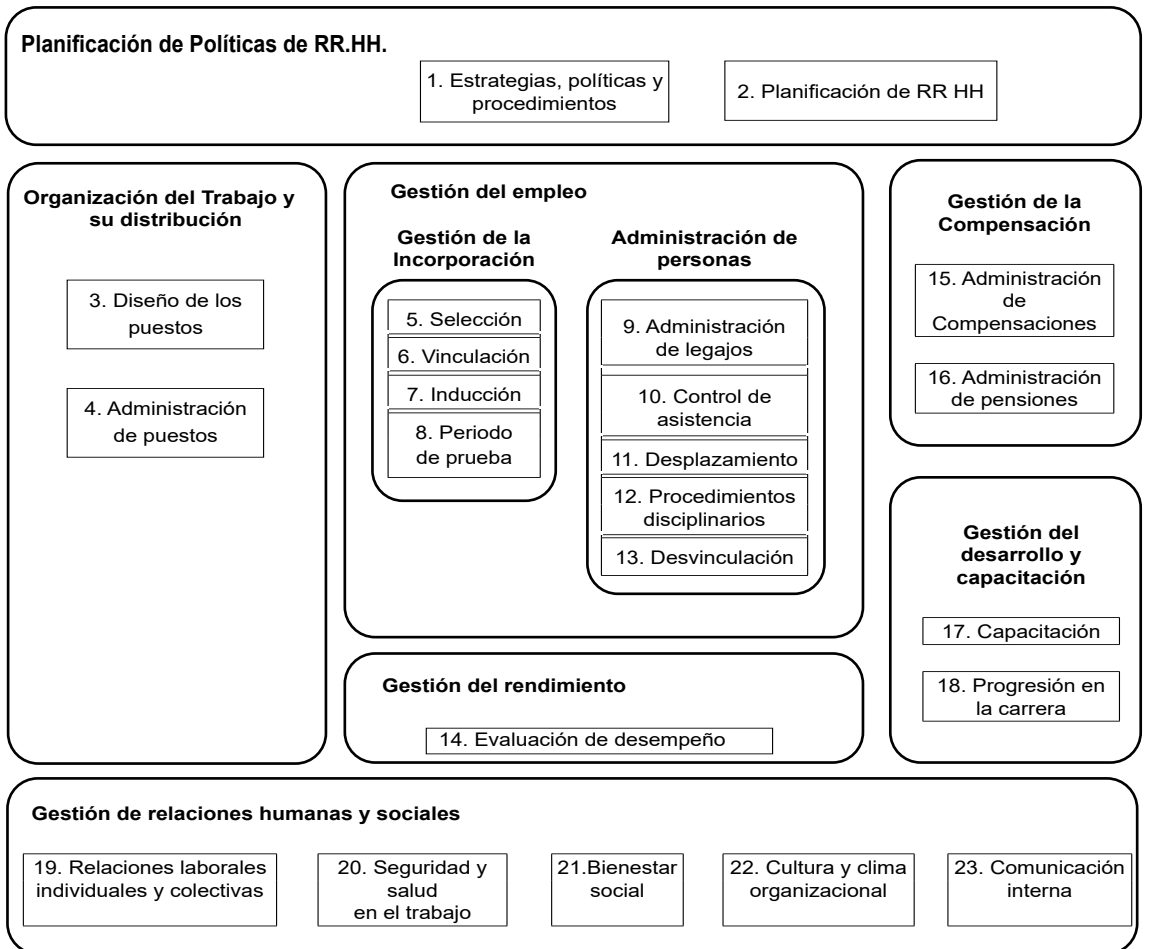 Planificación de Políticas de RR.HH.
1. Estrategias, políticas y
procedimientos
2. Planificación de RR HH
Organización del Trabajo y
su distribución
3. Diseño de los
puestos
4. Administración
de puestos
Gestión del empleo
Gestión de la
Incorporación
5. Selección
6. Vinculación
7. Inducción
8. Periodo
de prueba
Administración de
personas
9. Administración
de legajos
10. Control de
asistencia
11. Desplazamiento
12. Procedimientos
disciplinarios
13. Desvinculación
Gestión del rendimiento
14. Evaluación de desempeño
Gestión de la
Compensación
15. Administración
de
Compensaciones
16. Administración
de pensiones
Gestión del
desarrollo y
capacitación
17. Capacitación
18. Progresión en
la carrera
Gestión de relaciones humanas y sociales
19. Relaciones laborales
individuales y colectivas
20. Seguridad y
salud
en el trabajo
21.Bienestar
social
22. Cultura y clima
organizacional
23. Comunicación
interna